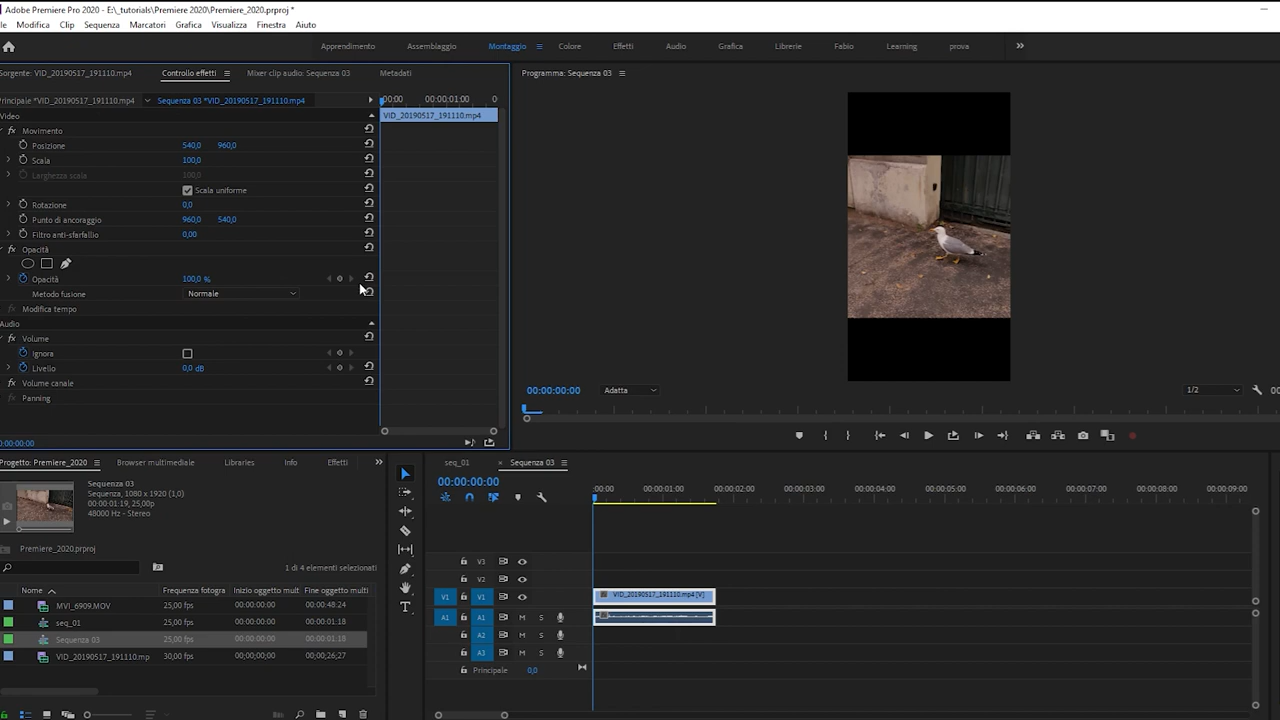 Adobe Premiere Pro 2020 - E:\_tutorials\Premiere 2020\Premiere_2020.prproj *
Modifica Clip Sequenza Marcatori Grafica Visualizza Finestra Aiuto
Apprendimento Assemblaggio Montaggio Colore Effetti Audio Grafica Librerie Fabio Learning prova
Sorgente: VID_20190517_191110.mp4 Controllo effetti Mixer clip audio: Sequenza 03 Metadati
Programma: Sequenza 03
rincipale *VID_20190517_191110.mp4 Sequenza 03 *VID_20190517_191110.mp4
:00:00 00:00:01:00 0
Video
VID_20190517_191110.mp4
Movimento
Posizione 540,0 960,0
Scala 100,0
Larghezza scala 100,0
Scala uniforme
Rotazione 0,0
Punto di ancoraggio 960,0 540,0
Filtro anti-sfarfallio 0,00
Opacità
Opacità 100,0 %
Metodo fusione Normale
Modifica tempo
Audio
Volume
Ignora
Livello 0,0 dB
Volume canale
Panning
0:00:00:00
00:00:00:00 Adatta 1/2 00
Progetto: Premiere_2020 Browser multimediale Libraries Info Effetti
Sequenza 03
Sequenza, 1080 x 1920 (1,0)
00:00:01:19, 25,00p
48000 Hz - Stereo
Premiere_2020.prproj
1 di 4 elementi selezionati
Nome Frequenza fotogra Inizio oggetto mult Fine oggetto mult
MVI_6909.MOV 25,00 fps 00:00:00:00 00:00:48:24
seq_01 25,00 fps 00:00:00:00 00:00:01:18
Sequenza 03 25,00 fps 00:00:00:00 00:00:01:18
VID_20190517_191110.mp 30,00 fps 00;00;00;00 00;00;26;27
seq_01 × Sequenza 03
00:00:00:00
:00:00 00:00:01:00 00:00:02:00 00:00:03:00 00:00:04:00 00:00:05:00 00:00:06:00 00:00:07:00 00:00:08:00 00:00:09:00
V3
V2
V1 V1 VID_20190517_191110.mp4 [V]
A1 A1 M S
A2 M S
A3 M S
Principale 0,0